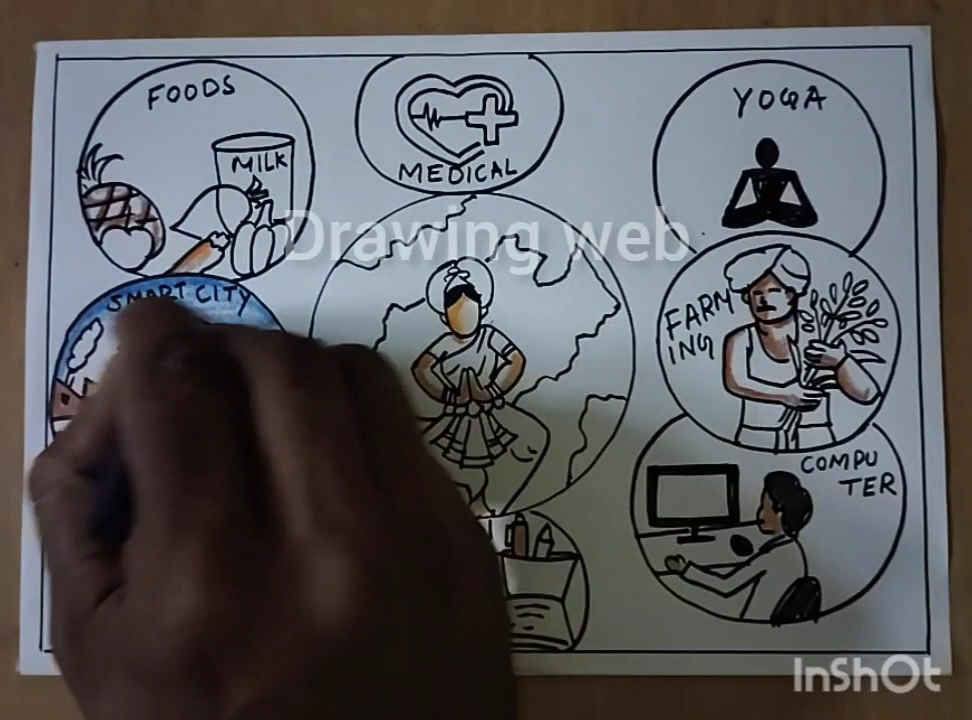 FOODS
MILK
MEDICAL
YOGA
Drawing web
SMART CITY
FARM
ING
COMPU
TER
InShOt